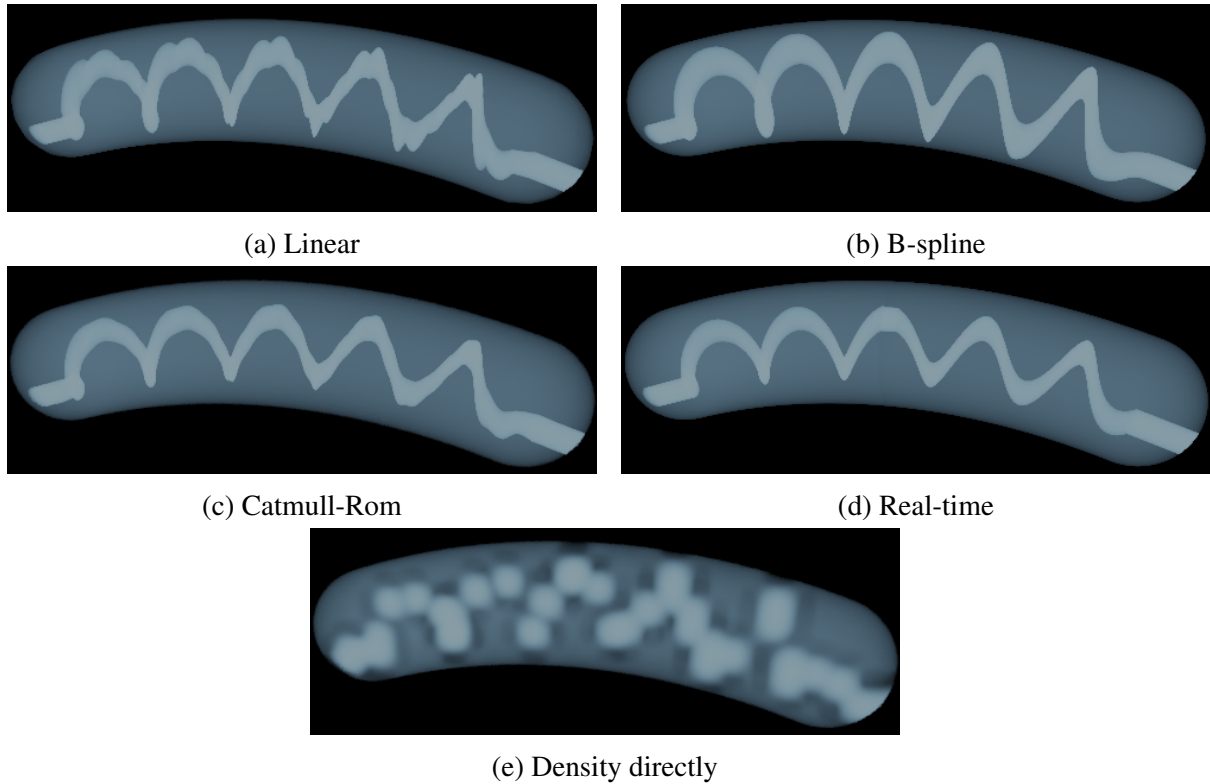 (a) Linear
(b) B-spline
(c) Catmull-Rom
(d) Real-time
(e) Density directly